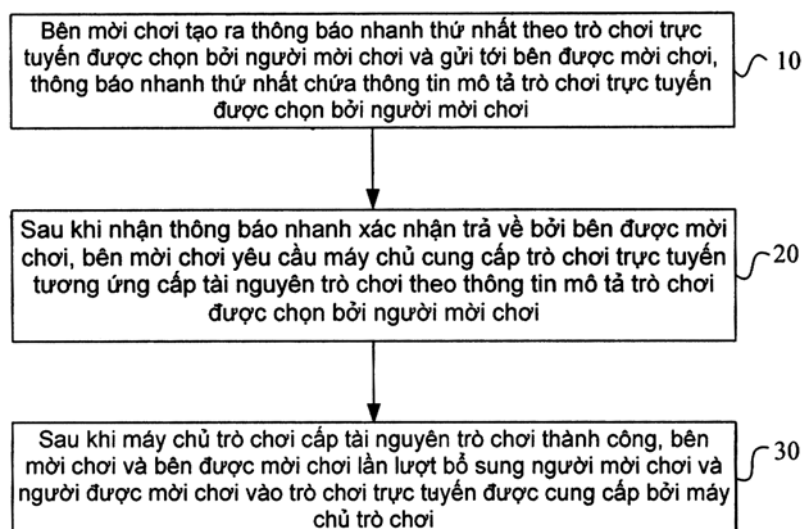 Bên mời chơi tạo ra thông báo nhanh thứ nhất theo trò chơi trực
tuyến được chọn bởi người mời chơi và gửi tới bên được mời chơi,
thông báo nhanh thứ nhất chứa thông tin mô tả trò chơi trực tuyến
được chọn bởi người mời chơi
10
Sau khi nhận thông báo nhanh xác nhận trả về bởi bên được mời
chơi, bên mời chơi yêu cầu máy chủ cung cấp trò chơi trực tuyến
tương ứng cấp tài nguyên trò chơi theo thông tin mô tả trò chơi
được chọn bởi người mời chơi
20
Sau khi máy chủ trò chơi cấp tài nguyên trò chơi thành công, bên
mời chơi và bên được mời chơi lần lượt bổ sung người mời chơi và
người được mời chơi vào trò chơi trực tuyến được cung cấp bởi máy
chủ trò chơi
30